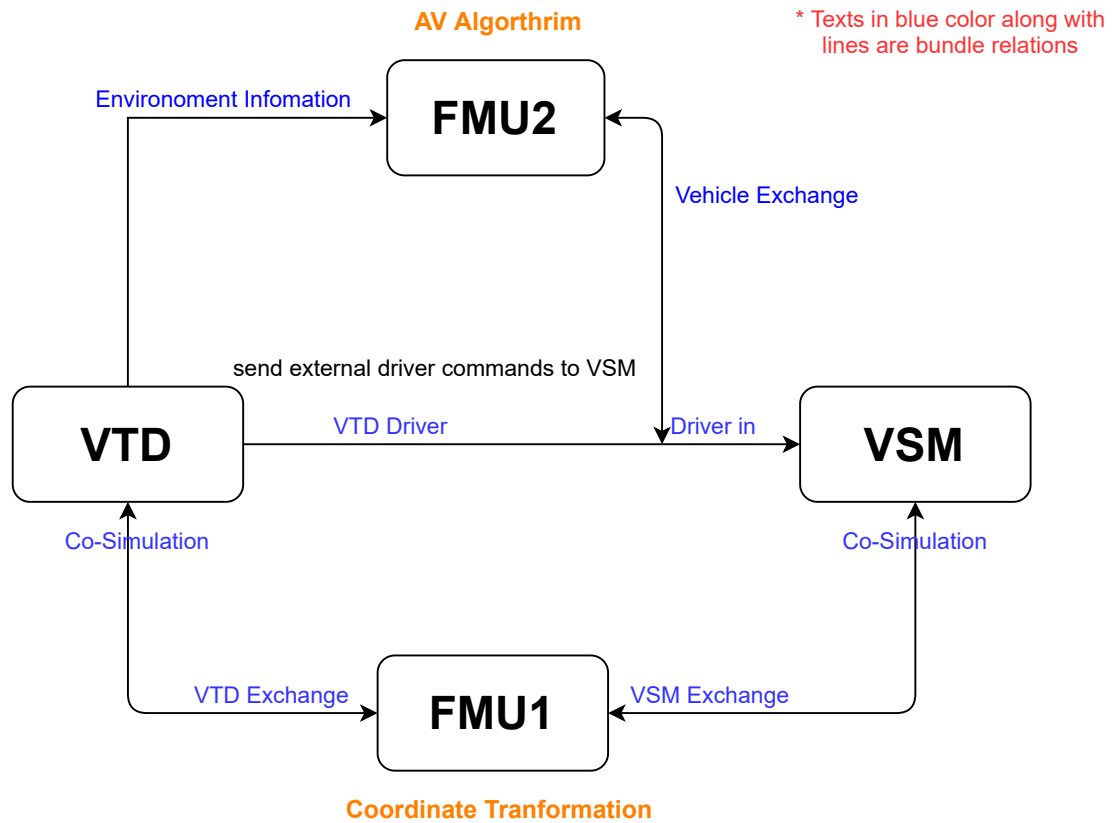 AV Algorthrim
* Texts in blue color along with
lines are bundle relations
Environoment Infomation
FMU2
Vehicle Exchange
send external driver commands to VSM
VTD
VTD Driver
Driver in
VSM
Co-Simulation
Co-Simulation
VTD Exchange
FMU1
VSM Exchange
Coordinate Tranformation